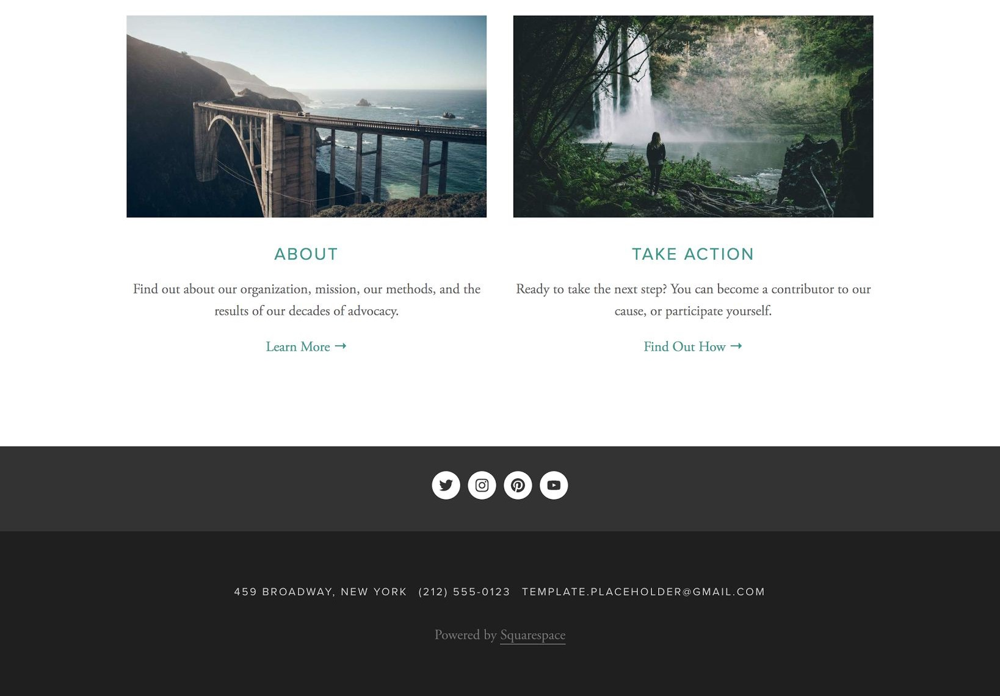 ABOUT
Find out about our organization, mission, our methods, and the
results of our decades of advocacy.
Learn More →
TAKE ACTION
Ready to take the next step? You can become a contributor to our
cause, or participate yourself.
Find Out How →
459 BROADWAY, NEW YORK (212) 555-0123 TEMPLATE.PLACEHOLDER@GMAIL.COM
Powered by Squarespace